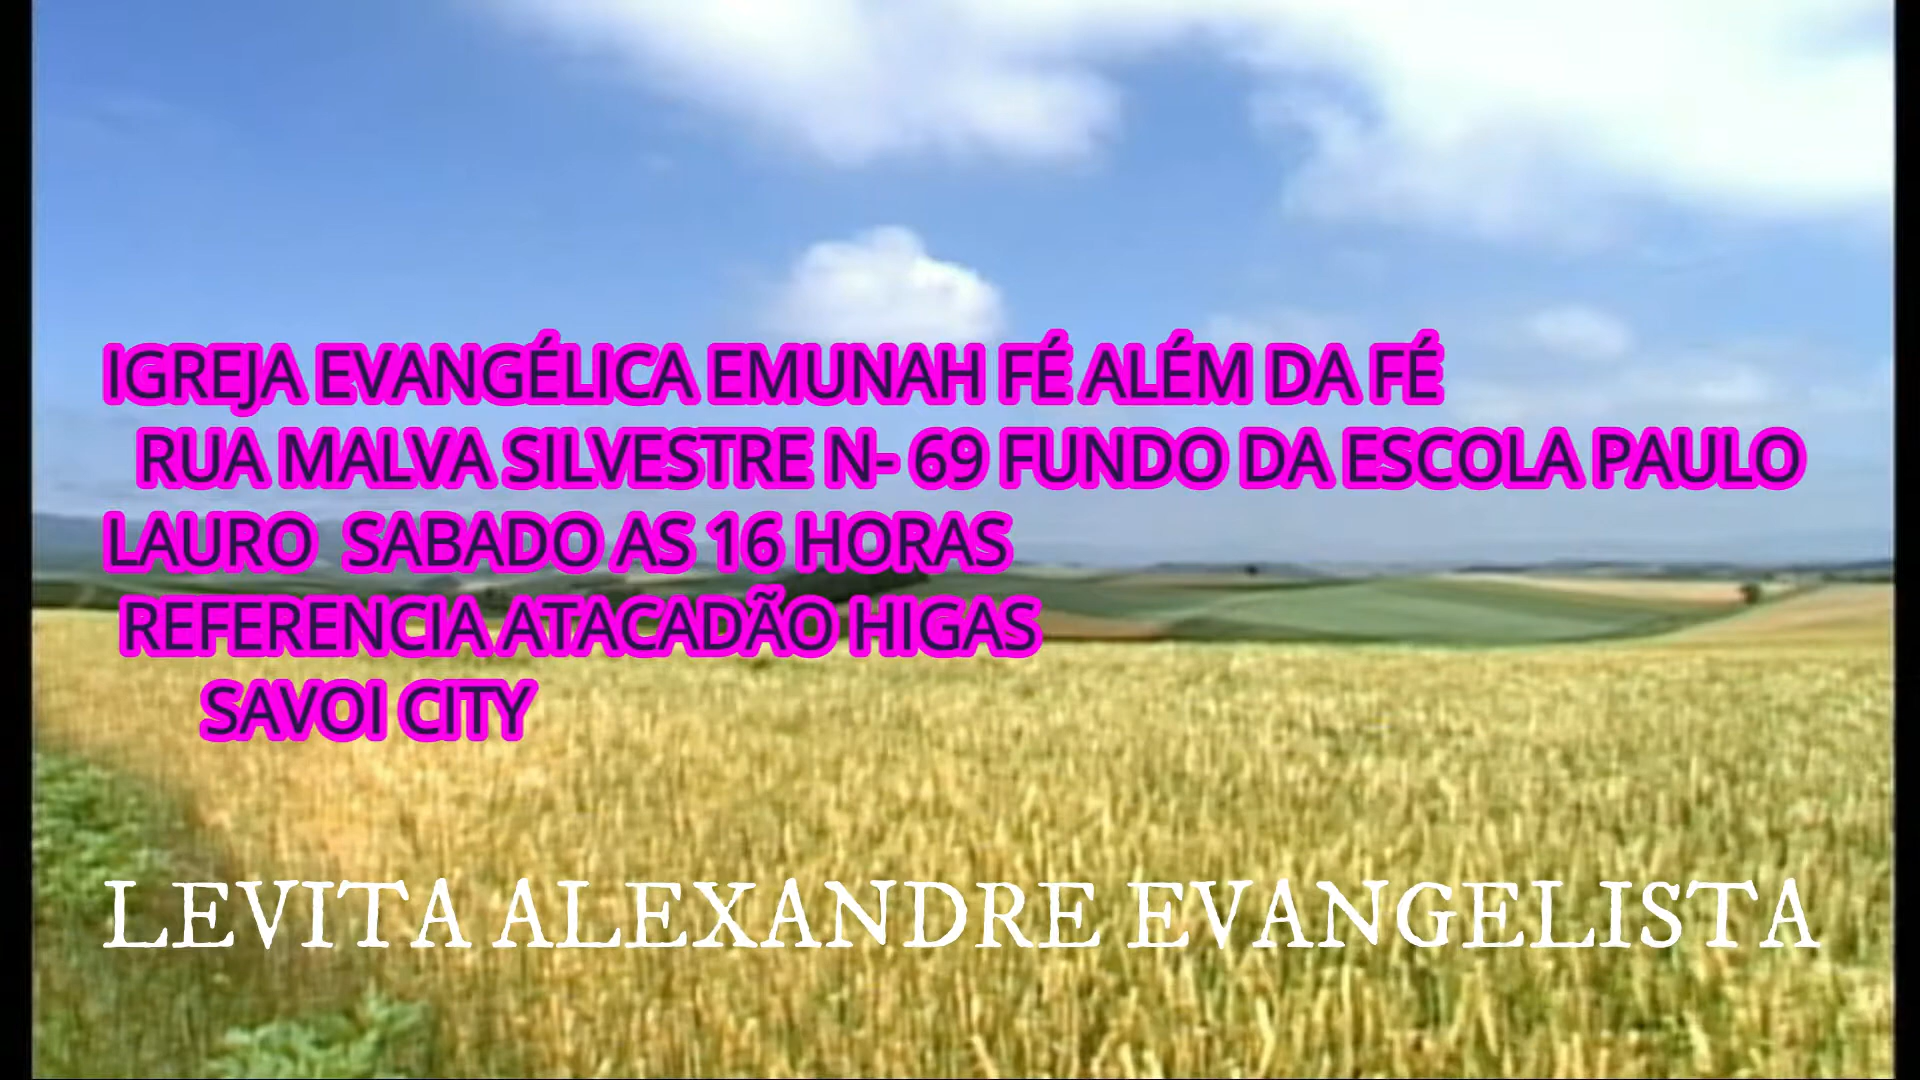 IGREJA EVANGÉLICA EMUNAH FÉ ALÉM DA FÉ
RUA MALVA SILVESTRE N- 69 FUNDO DA ESCOLA PAULO
LAURO SABADO AS 16 HORAS
REFERENCIA ATACADÃO HIGAS
SAVOI CITY
LEVITA ALEXANDRE EVANGELISTA